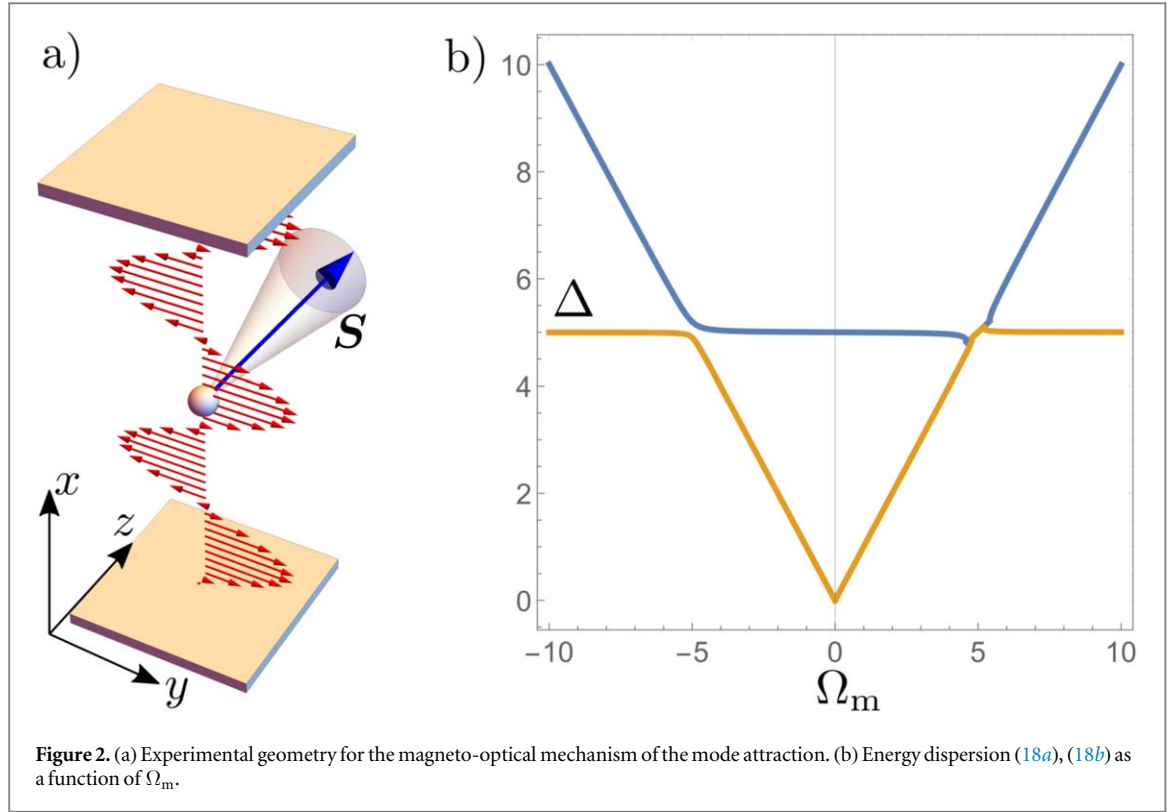 a)
S
x
z
y
b)
10
8
6
Δ
4
2
0
−10 −5 0 5 10
Ωm
Figure 2. (a) Experimental geometry for the magneto-optical mechanism of the mode attraction. (b) Energy dispersion (18a), (18b) as
a function of Ωm.